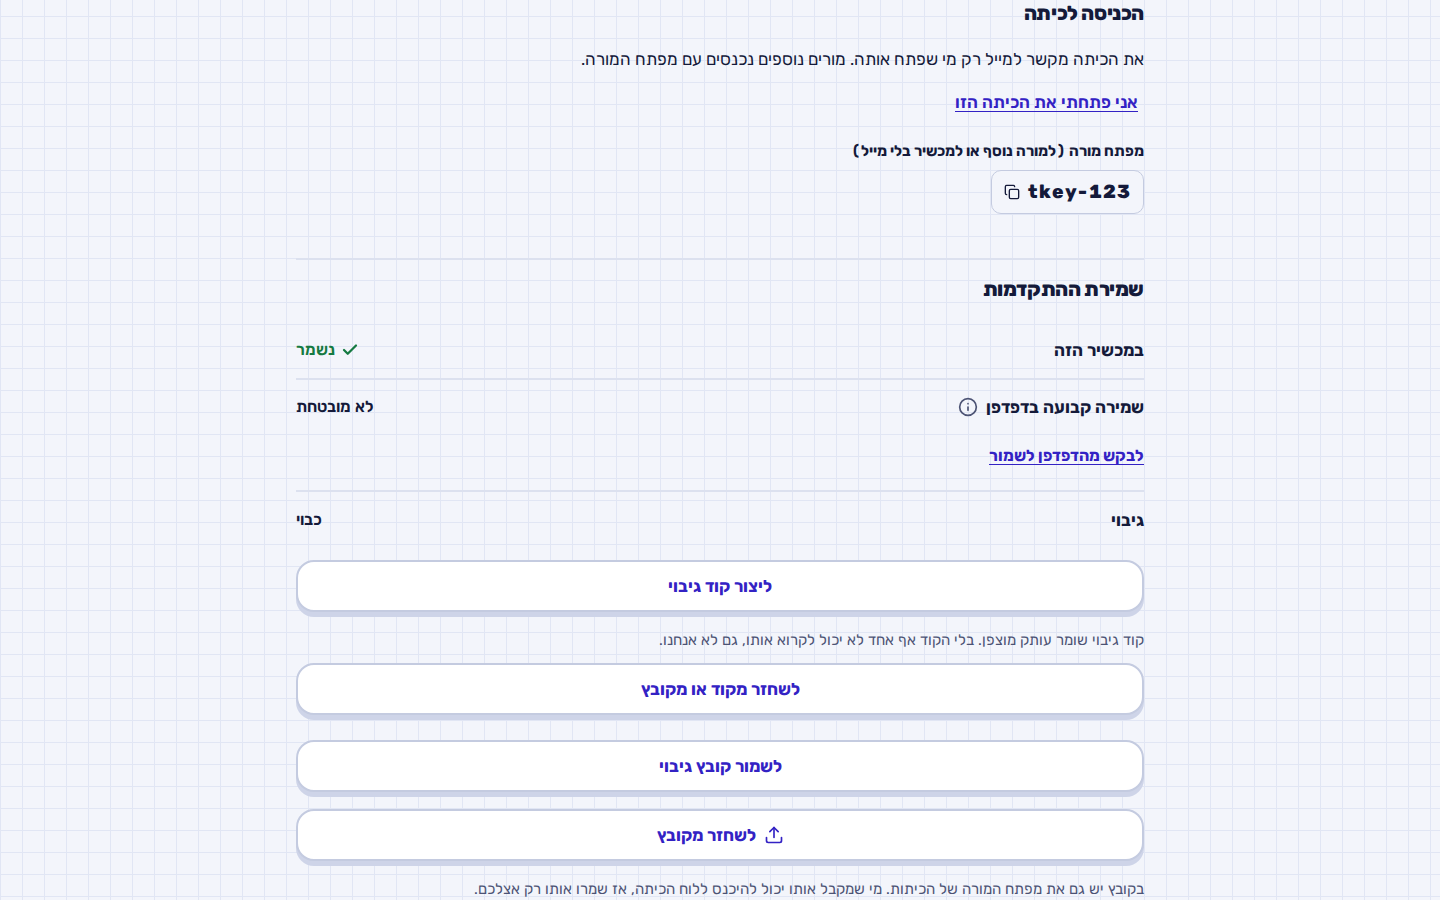 הכניסה לכיתה
את הכיתה מקשר למייל רק מי שפתח אותה. מורים נוספים נכנסים עם מפתח המורה.
אני פתחתי את הכיתה הזו
מפתח מורה (למורה נוסף או למכשיר בלי מייל)
tkey-123
שמירת ההתקדמות
במכשיר הזה
נשמר
שמירה קבועה בדפדפן
לא מובטחת
לבקש מהדפדפן לשמור
גיבוי
כבוי
ליצור קוד גיבוי
קוד גיבוי שומר עותק מוצפן. בלי הקוד אף אחד לא יכול לקרוא אותו, גם לא אנחנו.
לשחזר מקוד או מקובץ
לשמור קובץ גיבוי
לשחזר מקובץ
בקובץ יש גם את מפתח המורה של הכיתות. מי שמקבל אותו יכול להיכנס ללוח הכיתה, אז שמרו אותו רק אצלכם.